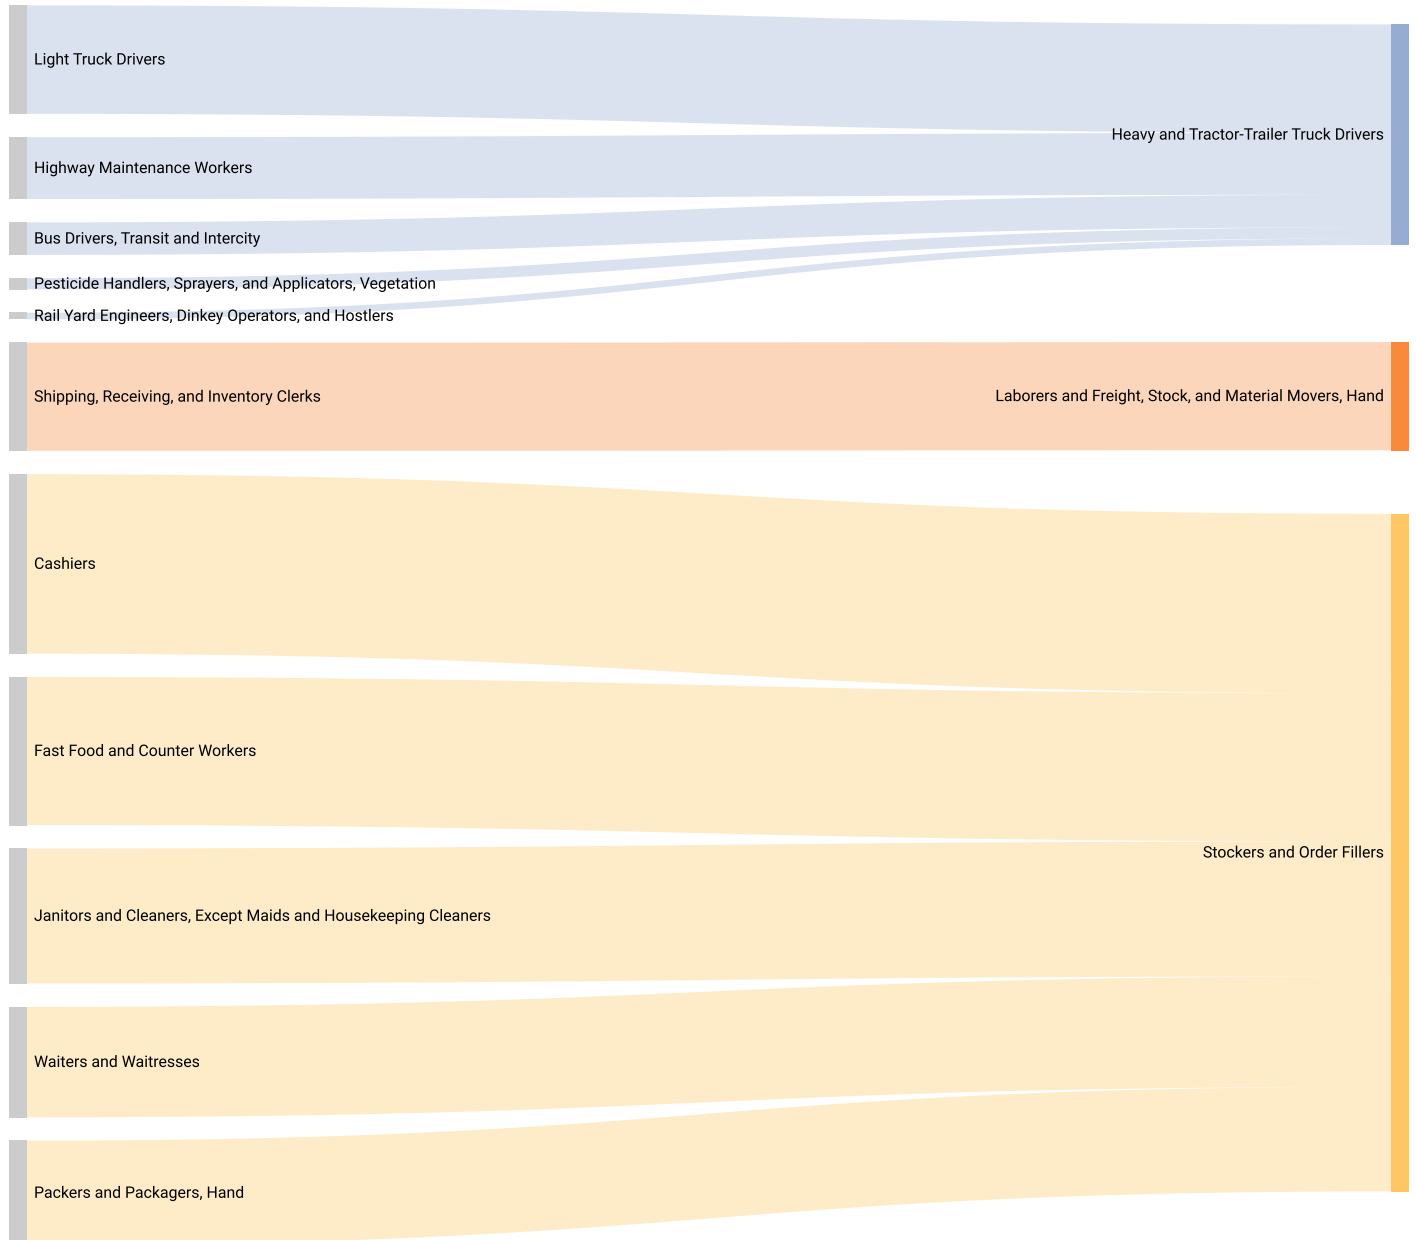 Light Truck Drivers
Heavy and Tractor-Trailer Truck Drivers
Highway Maintenance Workers
Bus Drivers, Transit and Intercity
Pesticide Handlers, Sprayers, and Applicators, Vegetation
Rail Yard Engineers, Dinkey Operators, and Hostlers
Shipping, Receiving, and Inventory Clerks
Laborers and Freight, Stock, and Material Movers, Hand
Cashiers
Fast Food and Counter Workers
Stockers and Order Fillers
Janitors and Cleaners, Except Maids and Housekeeping Cleaners
Waiters and Waitresses
Packers and Packagers, Hand